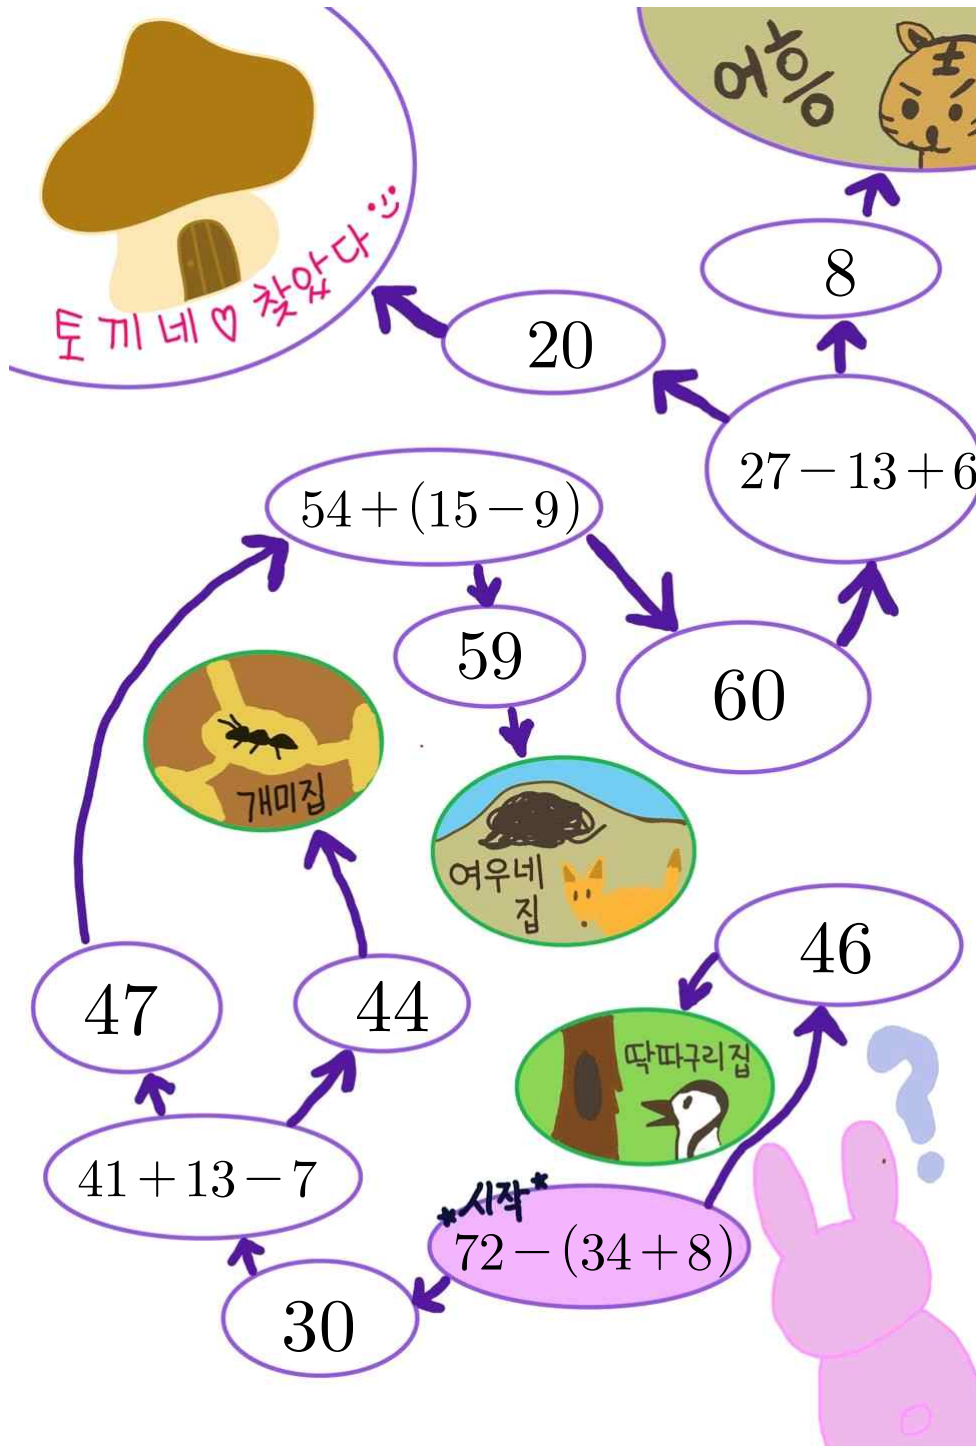 어흥
토끼네♡찾았다
8
20
27 − 13 + 6
54 + (15 − 9)
59
60
개미집
여우네
집
46
47
44
딱따구리집
?
41 + 13 − 7
*시작*
72 − (34 + 8)
30